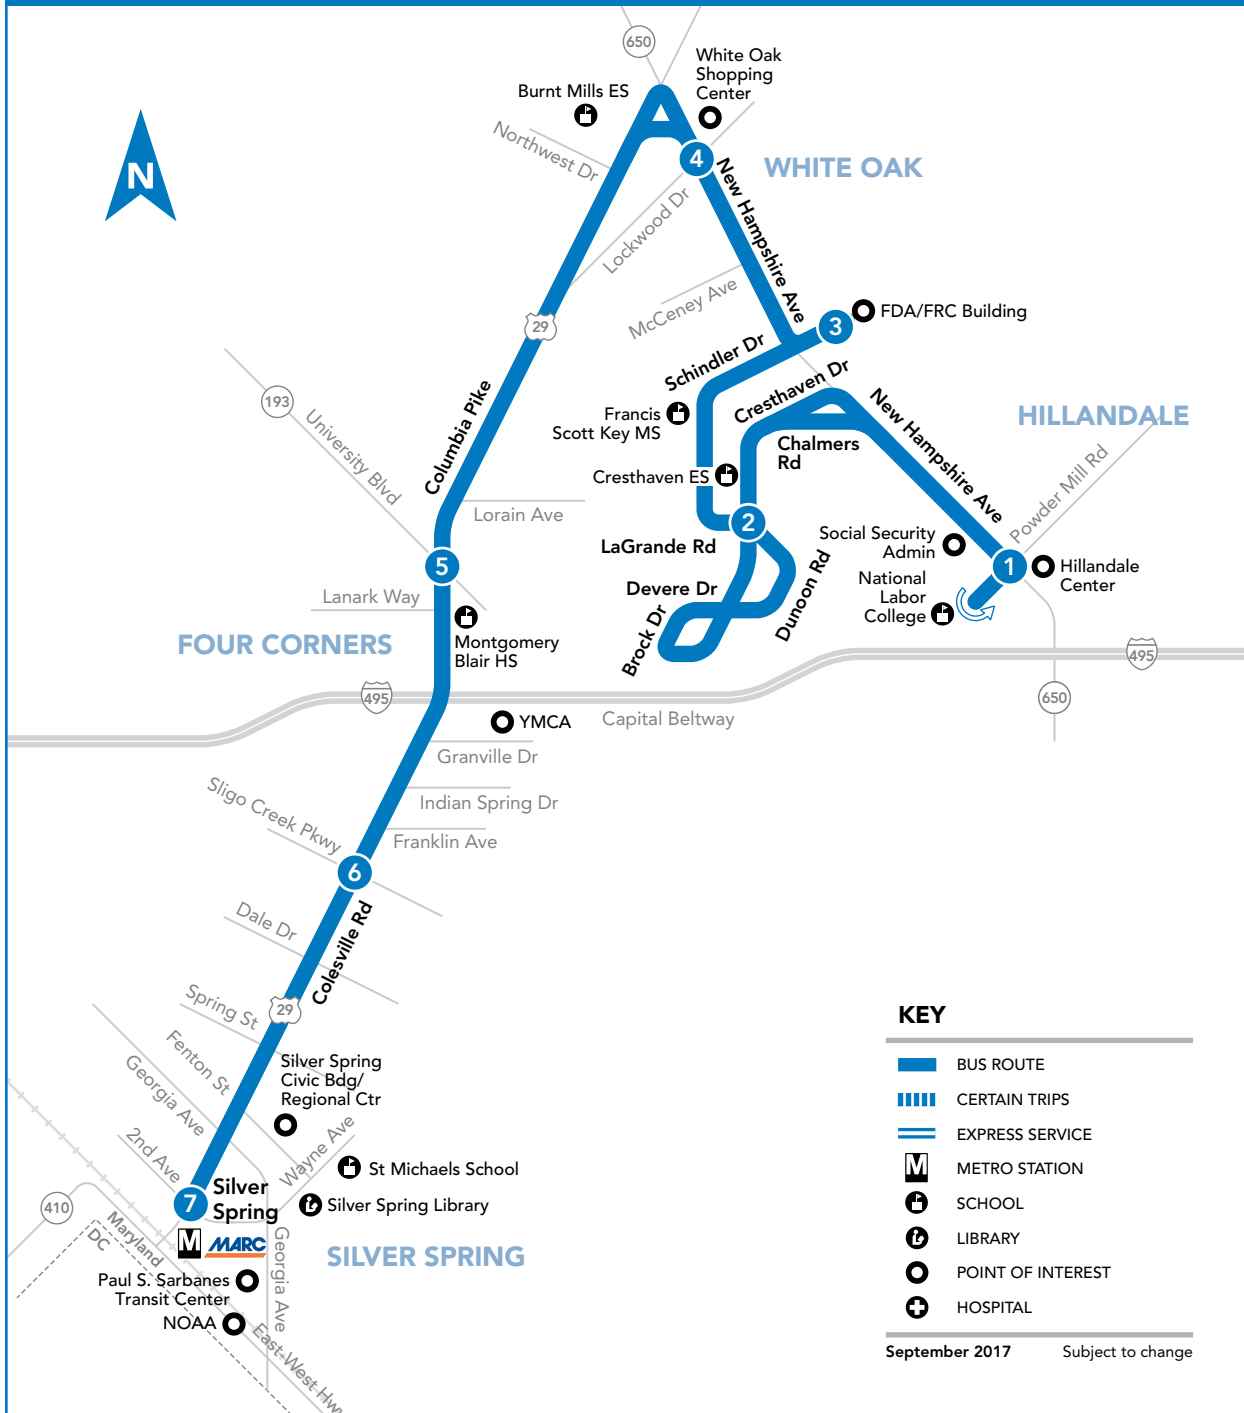 650
White Oak
Shopping
Center
Burnt Mills ES
Northwest Dr
N
4
WHITE OAK
New Hampshire Ave
Lockwood Dr
McCeney Ave
29
3
FDA/FRC Building
Schindler Dr
Cresthaven Dr
193
University Blvd
Columbia Pike
Francis
Scott Key MS
New Hampshire Ave
HILLANDALE
Chalmers
Rd
Cresthaven ES
Powder Mill Rd
Lorain Ave
2
LaGrande Rd
Social Security
Admin
5
1
Hillandale
Center
National
Labor
College
Devere Dr
Dunoon Rd
Brock Dr
Lanark Way
FOUR CORNERS
Montgomery
Blair HS
495
495
650
YMCA
Capital Beltway
Granville Dr
Sligo Creek Pkwy
Indian Spring Dr
Franklin Ave
6
Dale Dr
Colesville Rd
29
Spring St
Fenton St
Georgia Ave
Silver Spring
Civic Bdg/
Regional Ctr
2nd Ave
Wayne Ave
St Michaels School
7
Silver
Spring
Silver Spring Library
410
Maryland
DC
M
MARC
Georgia Ave
SILVER SPRING
Paul S. Sarbanes
Transit Center
NOAA
East-West Hwy
KEY
BUS ROUTE
CERTAIN TRIPS
EXPRESS SERVICE
M
METRO STATION
SCHOOL
LIBRARY
POINT OF INTEREST
HOSPITAL
September 2017
Subject to change